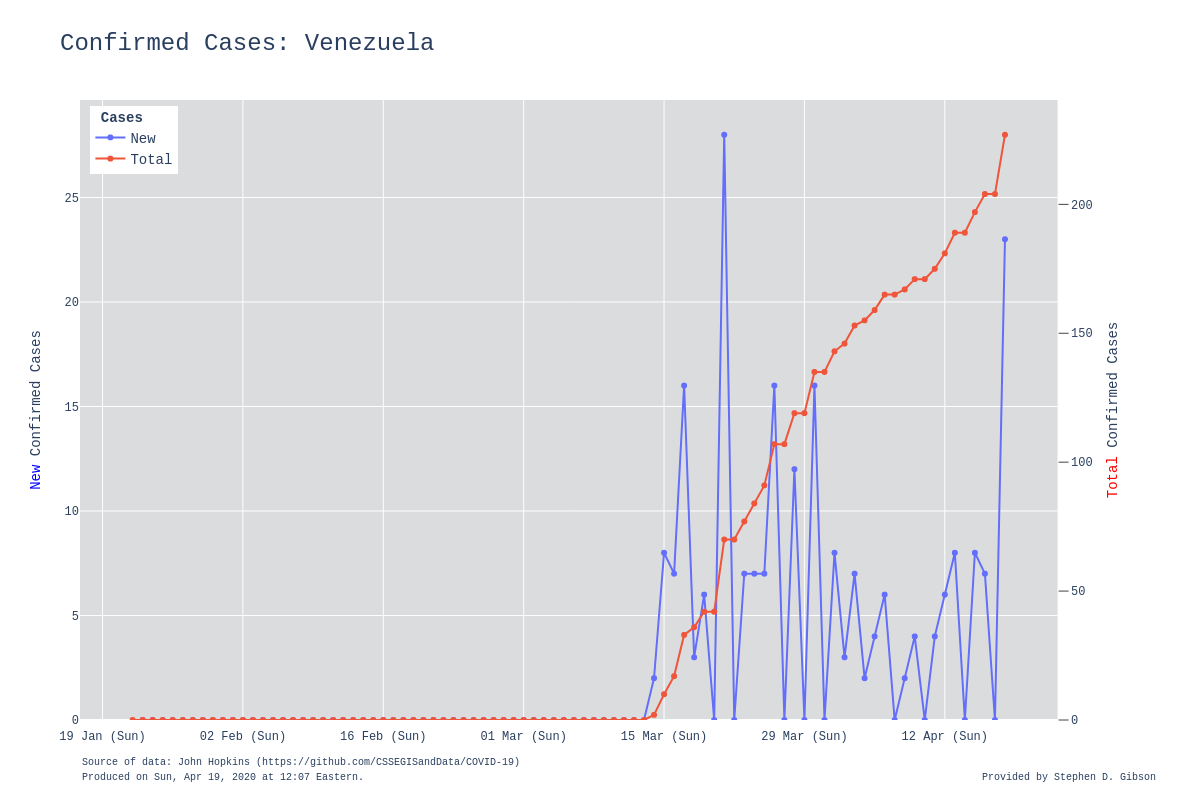 Confirmed Cases: Venezuela
Cases
New
Total
25
20
15
10
5
0
200
150
100
50
0
New Confirmed Cases
Total Confirmed Cases
19 Jan (Sun) 02 Feb (Sun) 16 Feb (Sun) 01 Mar (Sun) 15 Mar (Sun) 29 Mar (Sun) 12 Apr (Sun)
Source of data: John Hopkins (https://github.com/CSSEGISandData/COVID-19)
Produced on Sun, Apr 19, 2020 at 12:07 Eastern.
Provided by Stephen D. Gibson